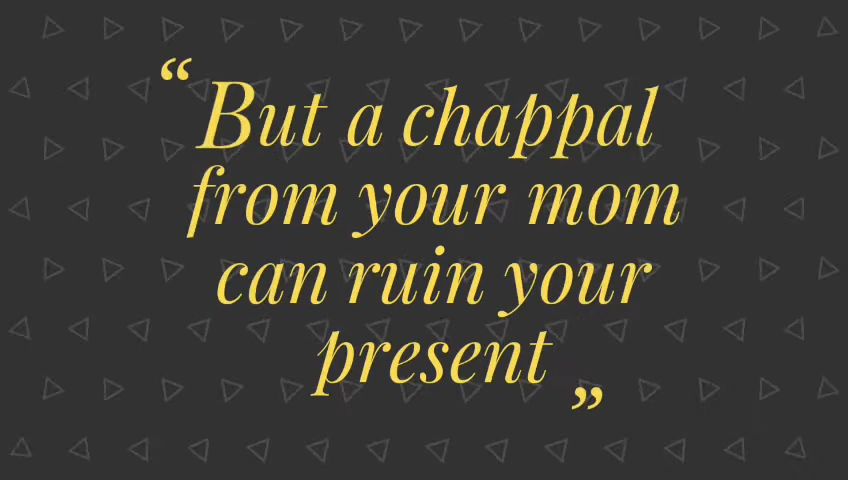 “But a chappal
from your mom
can ruin your
present”